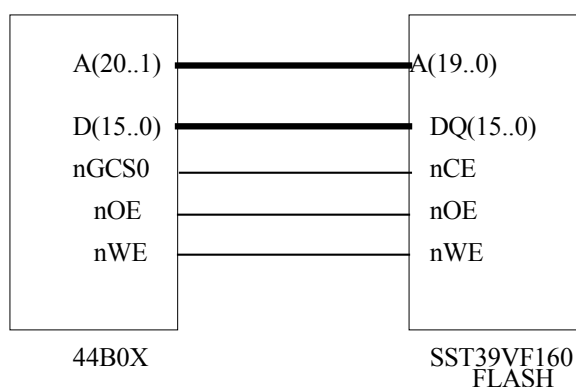 A(20..1) A(19..0)
D(15..0) DQ(15..0)
nGCS0 nCE
nOE nOE
nWE nWE
44B0X SST39VF160
FLASH